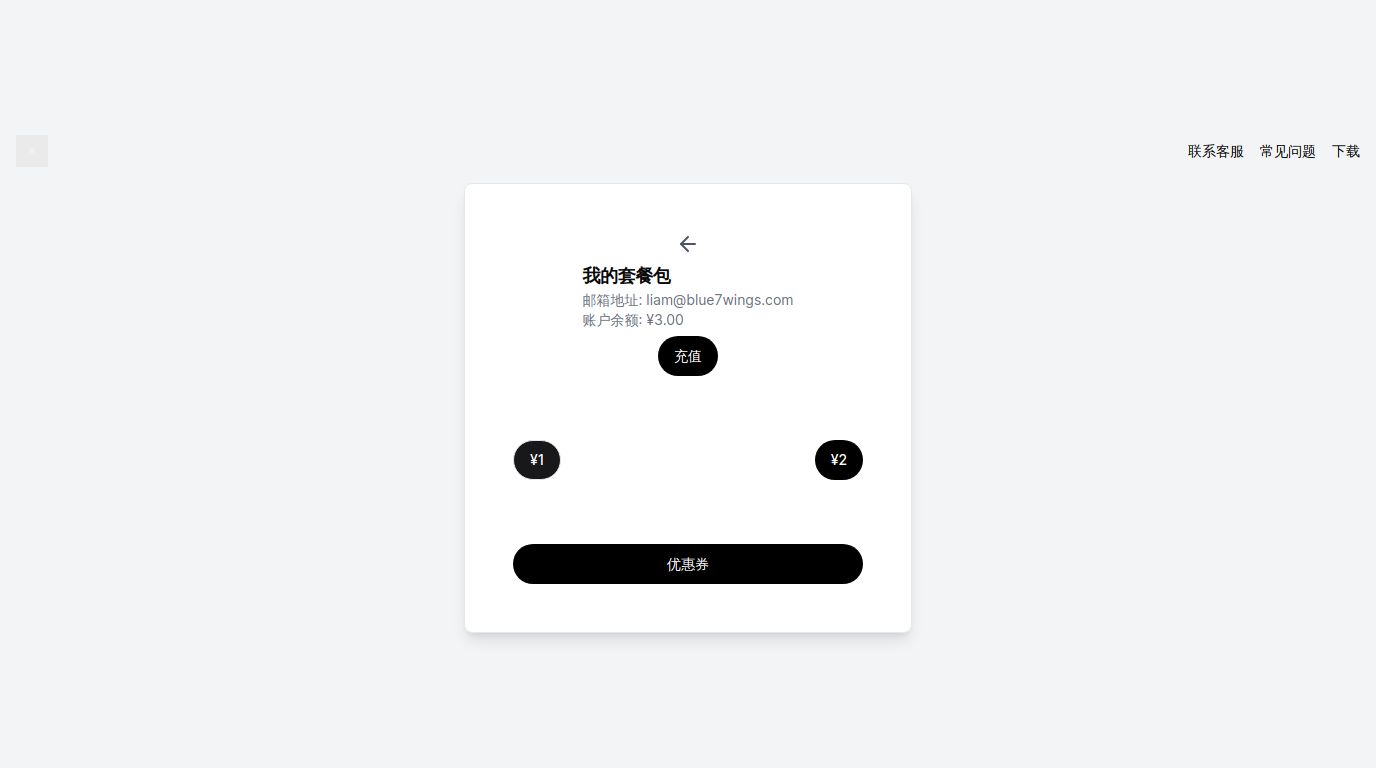 联系客服 常见问题 下载
我的套餐包
邮箱地址: liam@blue7wings.com
账户余额: ¥3.00
充值
¥1 ¥2
优惠券